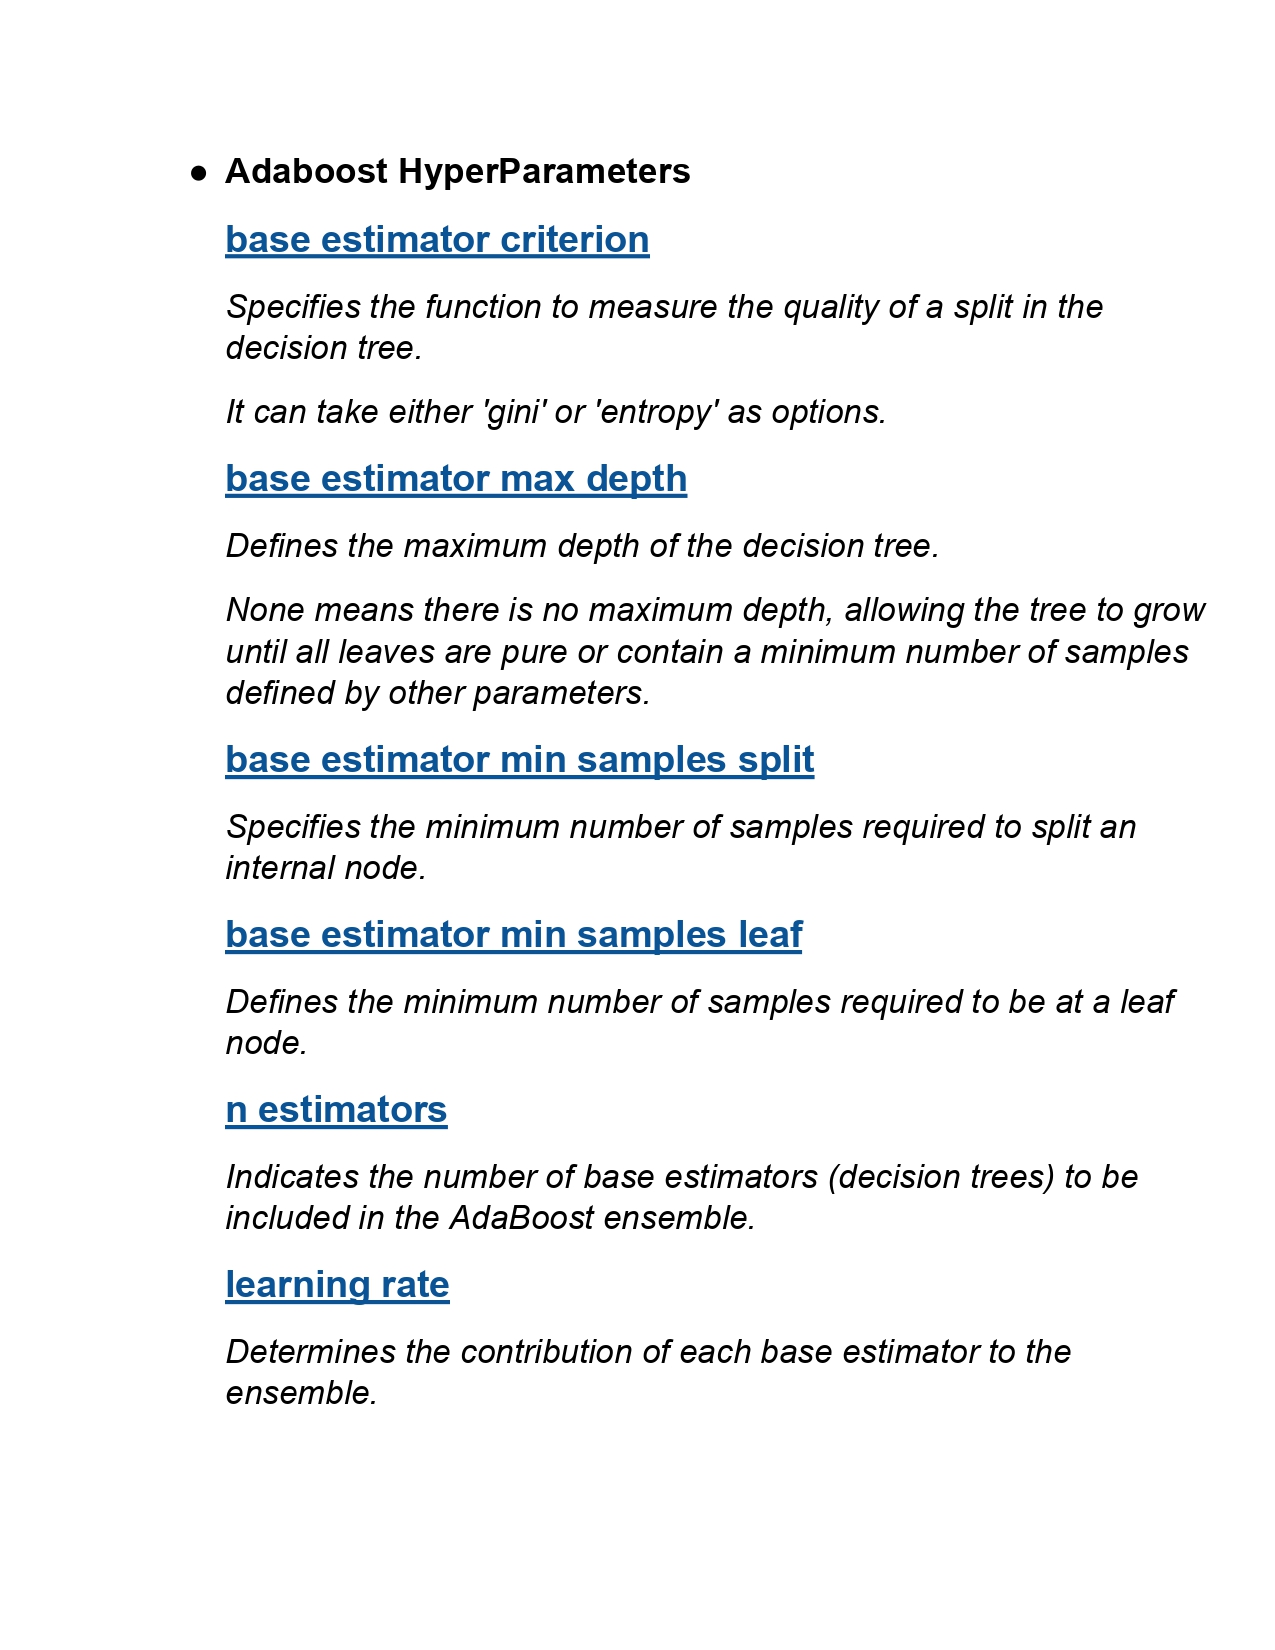 ● Adaboost HyperParameters
base estimator criterion
Specifies the function to measure the quality of a split in the
decision tree.
It can take either 'gini' or 'entropy' as options.
base estimator max depth
Defines the maximum depth of the decision tree.
None means there is no maximum depth, allowing the tree to grow
until all leaves are pure or contain a minimum number of samples
defined by other parameters.
base estimator min samples split
Specifies the minimum number of samples required to split an
internal node.
base estimator min samples leaf
Defines the minimum number of samples required to be at a leaf
node.
n estimators
Indicates the number of base estimators (decision trees) to be
included in the AdaBoost ensemble.
learning rate
Determines the contribution of each base estimator to the
ensemble.